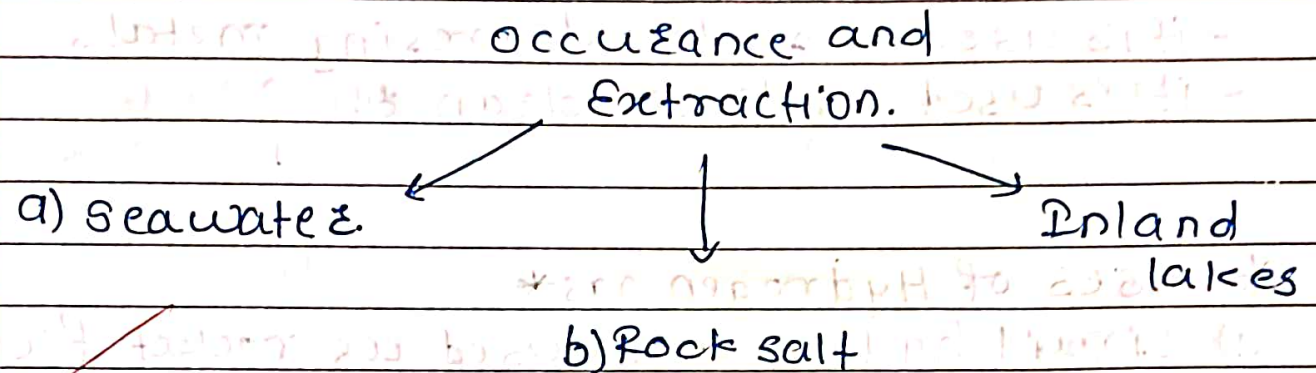 occurance and
Extraction.
a) seawater.
Inland
lakes
b) Rock salt